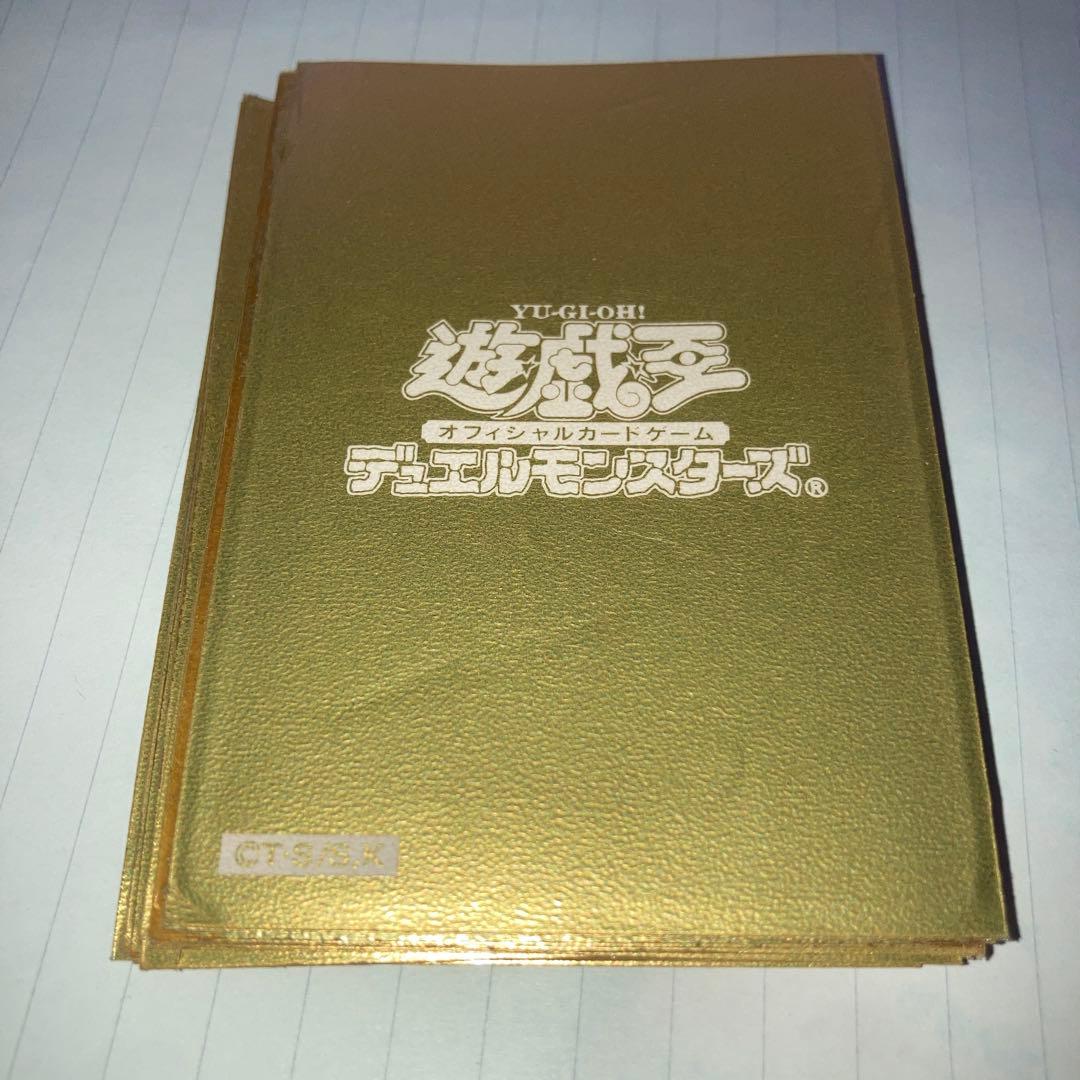 YU-GI-OH!
遊戯王
オフィシャルカードゲーム
デュエルモンスターズ®
©T·S/S.K